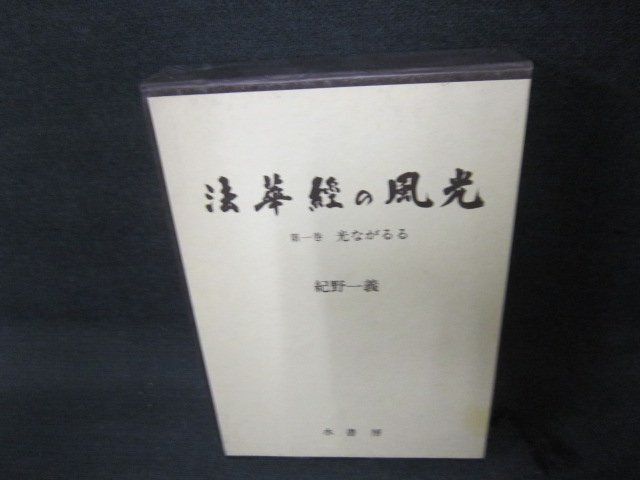 法華經の風光
第一巻 光ながるる
紀野一義
水書房